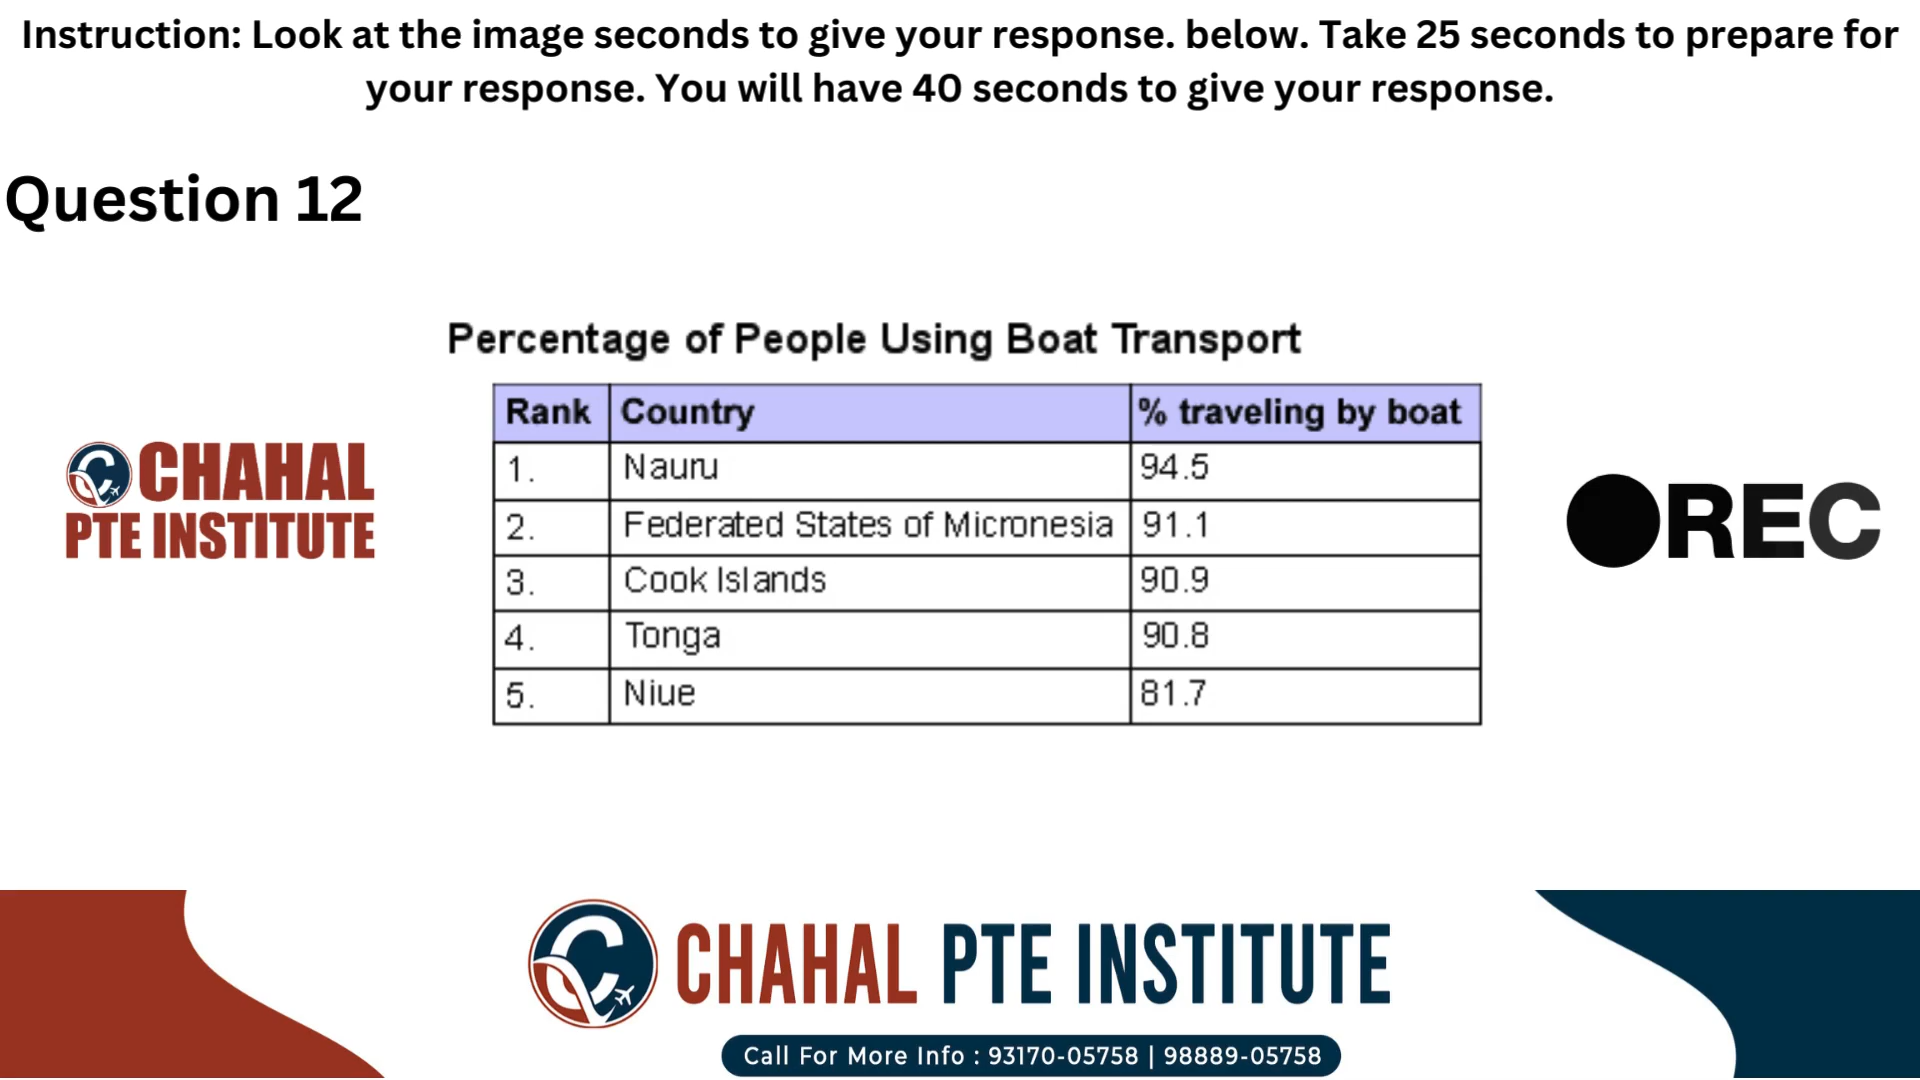 Instruction: Look at the image seconds to give your response. below. Take 25 seconds to prepare for
your response. You will have 40 seconds to give your response.
Question 12
Percentage of People Using Boat Transport
Rank Country % traveling by boat
1. Nauru 94.5
2. Federated States of Micronesia 91.1
3. Cook Islands 90.9
4. Tonga 90.8
5. Niue 81.7
CHAHAL
PTE INSTITUTE
REC
CHAHAL PTE INSTITUTE
Call For More Info : 93170-05758 | 98889-05758